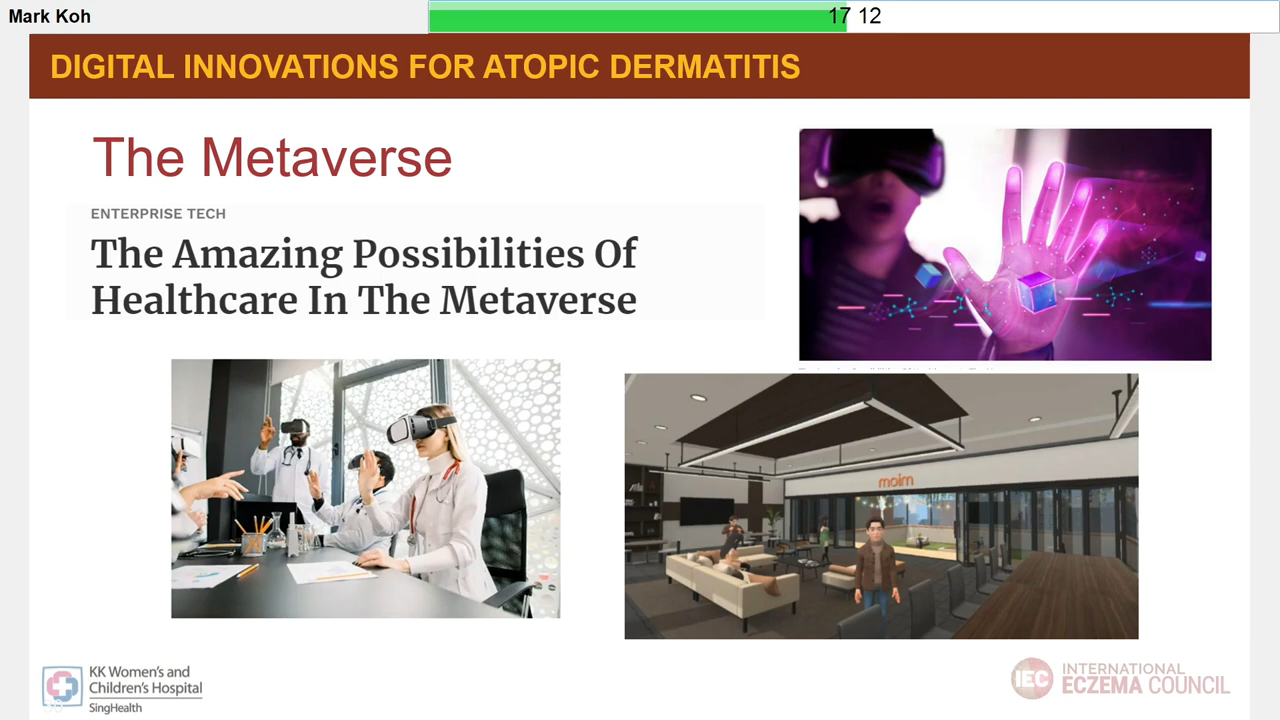 Mark Koh
17 12
DIGITAL INNOVATIONS FOR ATOPIC DERMATITIS
The Metaverse
ENTERPRISE TECH
The Amazing Possibilities Of
Healthcare In The Metaverse
moim
KK Women's and
Children's Hospital
SingHealth
IEC
INTERNATIONAL
ECZEMA COUNCIL